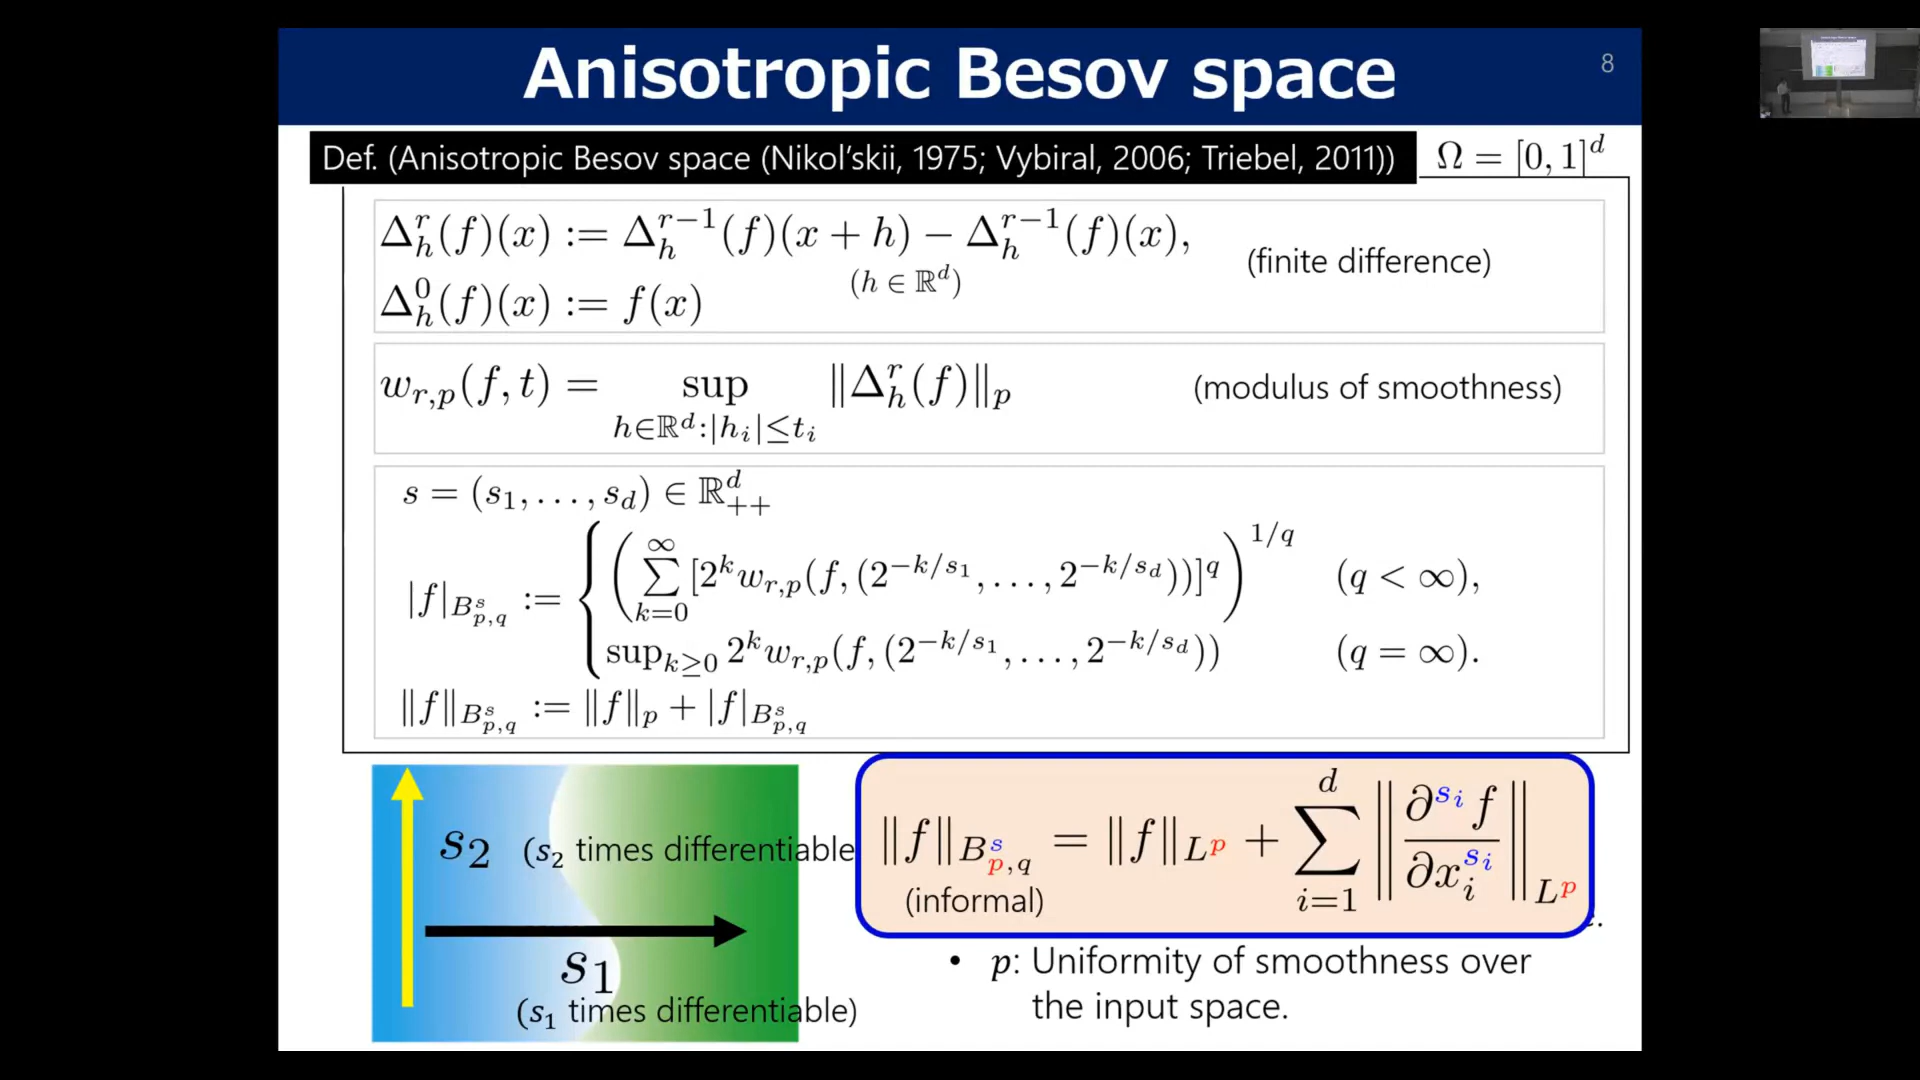 Anisotropic Besov space
8
Def. (Anisotropic Besov space (Nikol'skii, 1975; Vybiral, 2006; Triebel, 2011))
Ω = [0, 1]^d
Δ_h^r(f)(x) := Δ_h^{r−1}(f)(x + h) − Δ_h^{r−1}(f)(x),
(finite difference)
(h ∈ ℝ^d)
Δ_h^0(f)(x) := f(x)
w_{r,p}(f, t) = sup_{h∈ℝ^d:|h_i|≤t_i} ‖Δ_h^r(f)‖_p
(modulus of smoothness)
s = (s_1, . . . , s_d) ∈ ℝ_{++}^d
|f|_{B_{p,q}^s} := { ( ∑_{k=0}^∞ [2^k w_{r,p}(f, (2^{−k/s_1}, . . . , 2^{−k/s_d}))]^q )^{1/q} (q < ∞),
sup_{k≥0} 2^k w_{r,p}(f, (2^{−k/s_1}, . . . , 2^{−k/s_d})) (q = ∞).
‖f‖_{B_{p,q}^s} := ‖f‖_p + |f|_{B_{p,q}^s}
s_2 (s_2 times differentiable
s_1
(s_1 times differentiable)
‖f‖_{B_{p,q}^s} = ‖f‖_{L^p} + ∑_{i=1}^d ‖ ∂^{s_i} f / ∂x_i^{s_i} ‖_{L^p}
(informal)
• p: Uniformity of smoothness over
the input space.